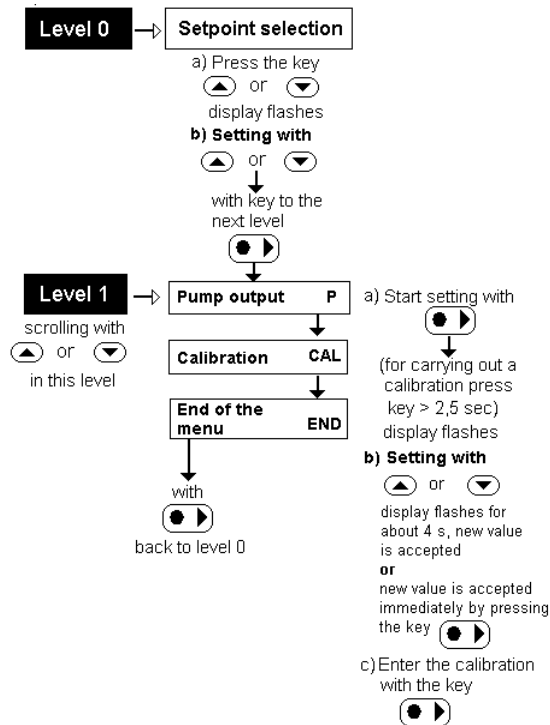 Level 0
Setpoint selection
a) Press the key
or
display flashes
b) Setting with
or
with key to the
next level
Level 1
scrolling with
or
in this level
Pump output P
Calibration CAL
End of the
menu END
with
back to level 0
a) Start setting with
(for carrying out a
calibration press
key > 2,5 sec)
display flashes
b) Setting with
or
display flashes for
about 4 s, new value
is accepted
or
new value is accepted
immediately by pressing
the key
c) Enter the calibration
with the key